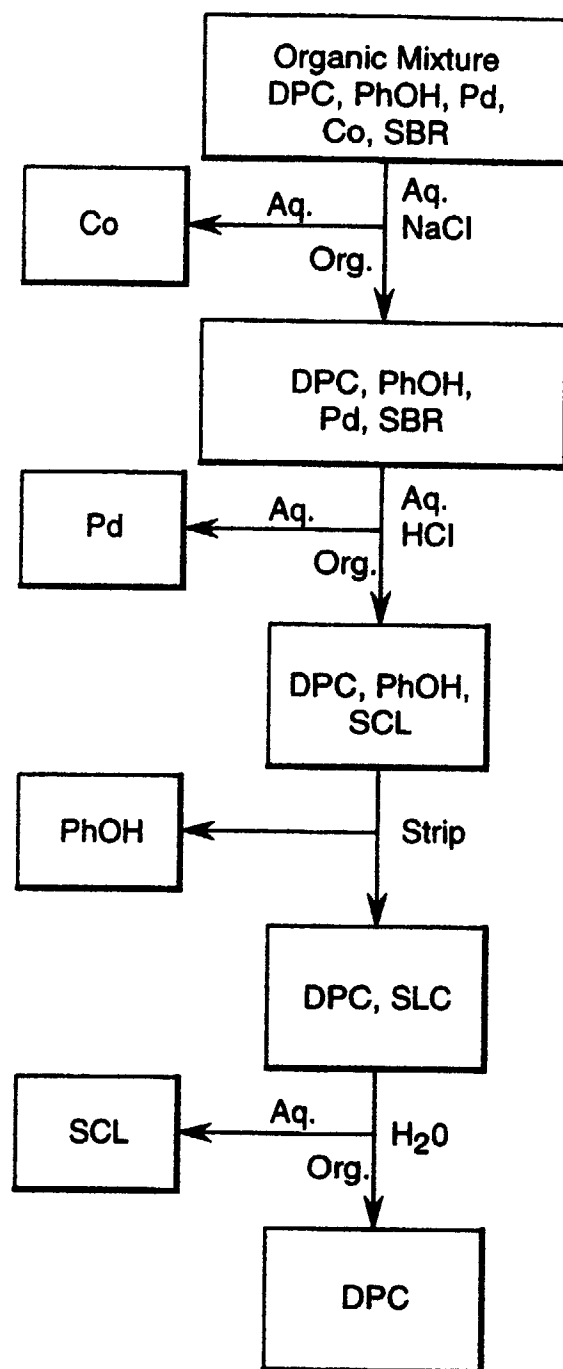 Organic Mixture
DPC, PhOH, Pd,
Co, SBR
Aq.
NaCl
Aq.
Co
Org.
DPC, PhOH,
Pd, SBR
Aq.
HCl
Aq.
Pd
Org.
DPC, PhOH,
SCL
PhOH
Strip
DPC, SLC
Aq.
SCL
H₂0
Org.
DPC